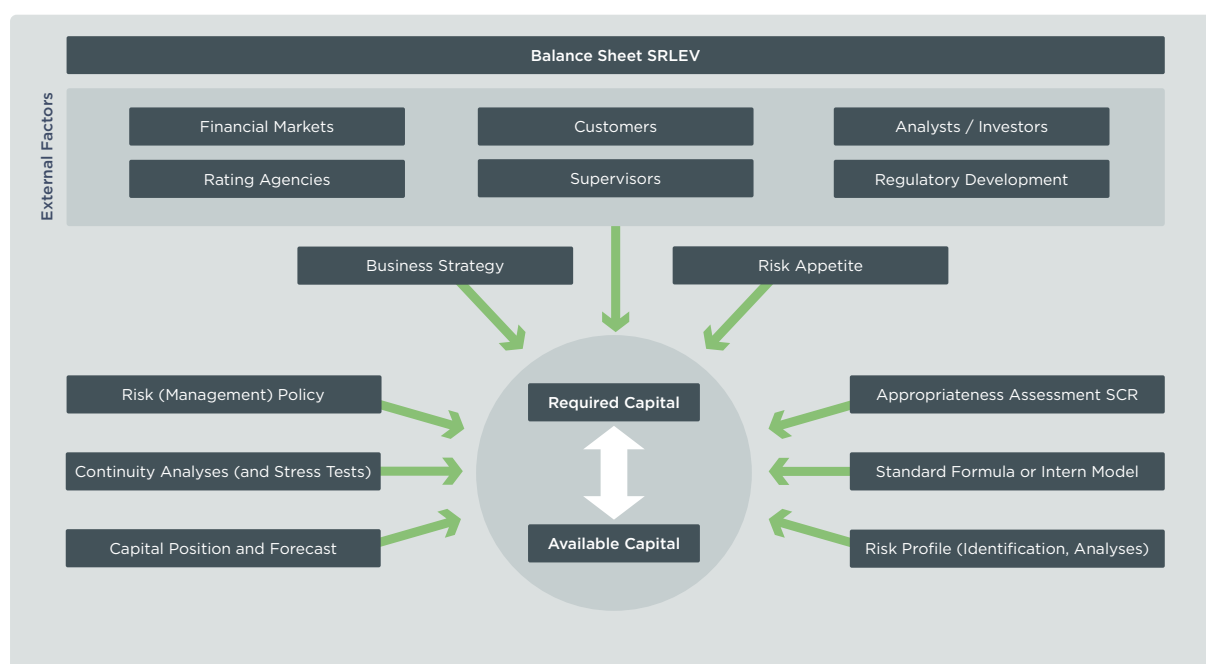 Balance Sheet SRLEV
External Factors
Financial Markets
Customers
Analysts / Investors
Rating Agencies
Supervisors
Regulatory Development
Business Strategy
Risk Appetite
Risk (Management) Policy
Required Capital
Appropriateness Assessment SCR
Continuity Analyses (and Stress Tests)
Standard Formula or Intern Model
Capital Position and Forecast
Available Capital
Risk Profile (Identification, Analyses)